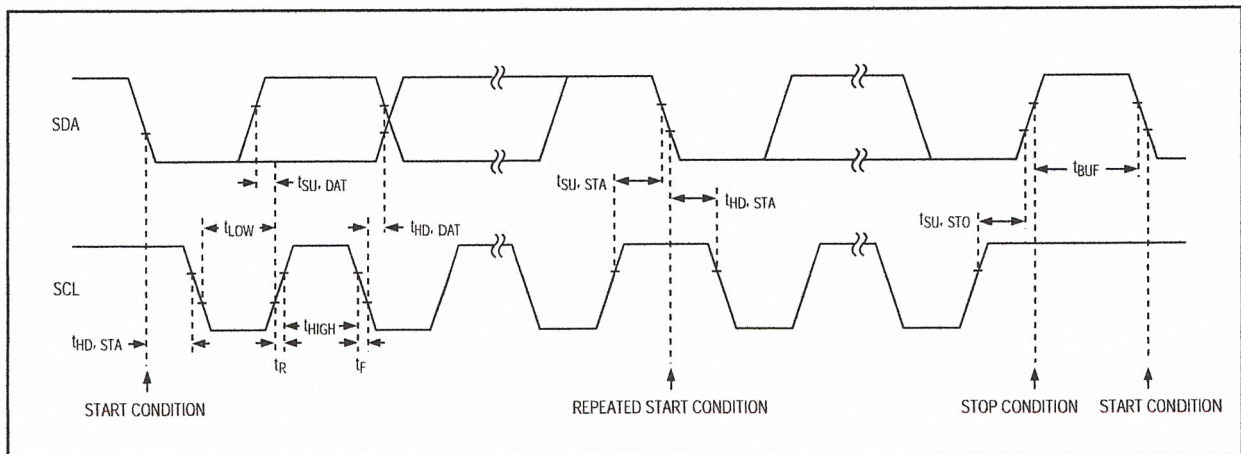 SDA
tSU, DAT
tSU, STA
tHD, STA
tBUF
tLOW
tHD, DAT
tSU, STO
SCL
tHIGH
tHD, STA
tR
tF
START CONDITION
REPEATED START CONDITION
STOP CONDITION
START CONDITION